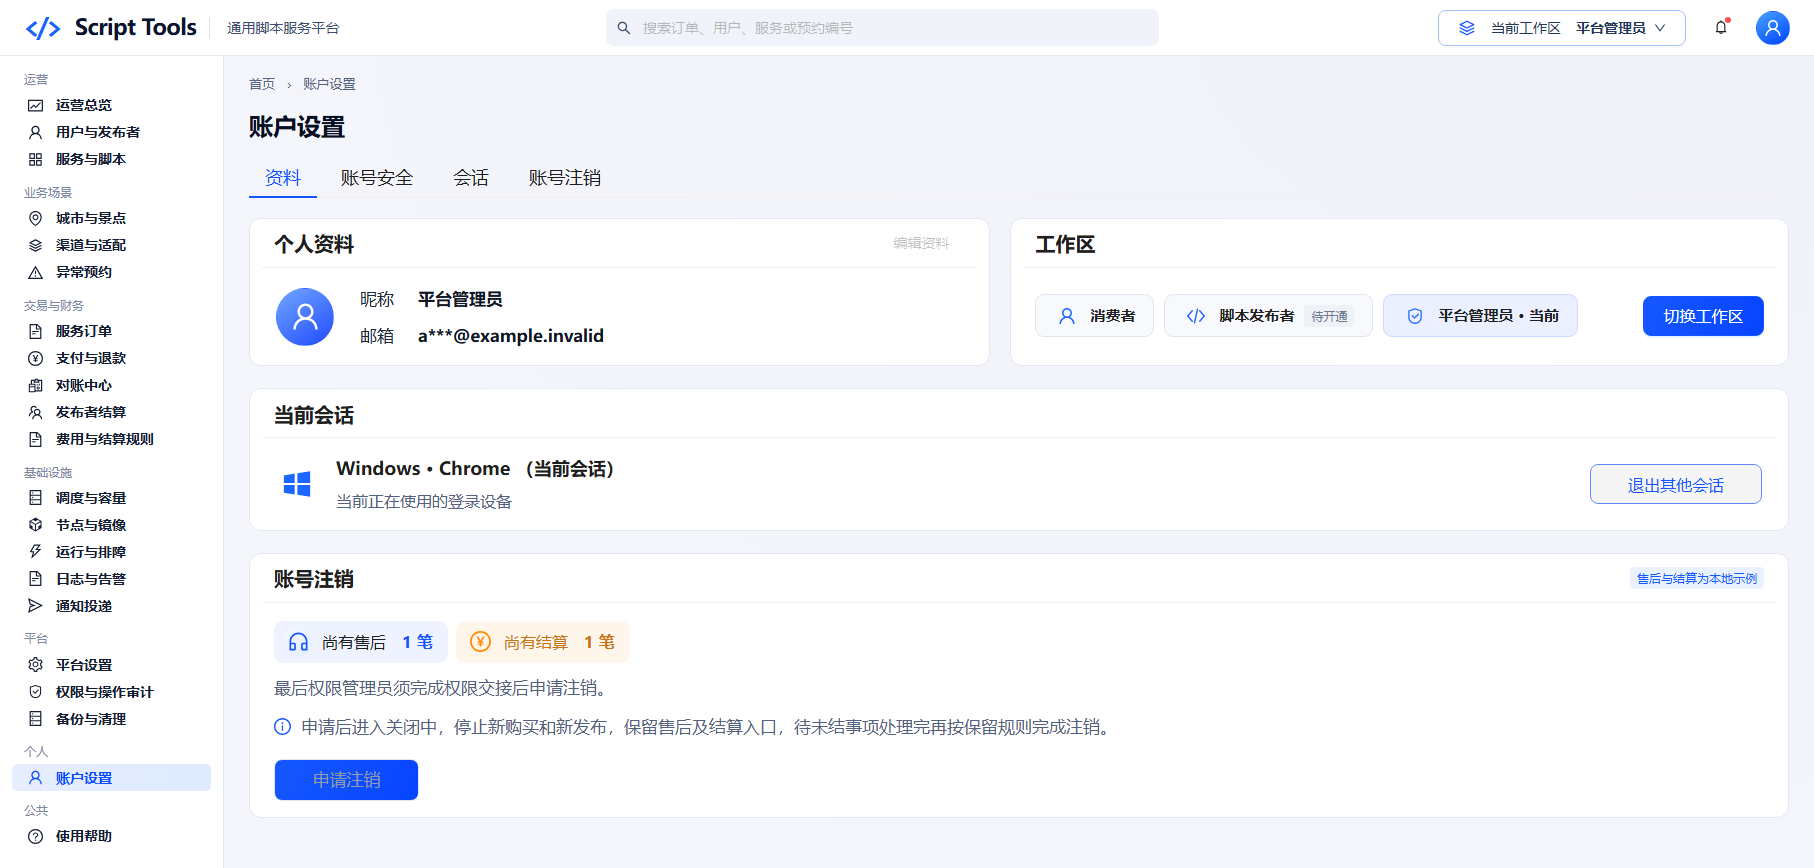 Script Tools 通用脚本服务平台
搜索订单、用户、服务或预约编号
当前工作区 平台管理员
运营
运营总览
用户与发布者
服务与脚本
业务场景
城市与景点
渠道与适配
异常预约
交易与财务
服务订单
支付与退款
对账中心
发布者结算
费用与结算规则
基础设施
调度与容量
节点与镜像
运行与排障
日志与告警
通知投递
平台
平台设置
权限与操作审计
备份与清理
个人
账户设置
公共
使用帮助
首页 › 账户设置
账户设置
资料 账号安全 会话 账号注销
个人资料 编辑资料
昵称 平台管理员
邮箱 a***@example.invalid
工作区
消费者 脚本发布者 待开通 平台管理员 • 当前 切换工作区
当前会话
Windows • Chrome （当前会话）
当前正在使用的登录设备
退出其他会话
账号注销 售后与结算为本地示例
尚有售后 1 笔 尚有结算 1 笔
最后权限管理员须完成权限交接后申请注销。
申请后进入关闭中，停止新购买和新发布，保留售后及结算入口，待未结事项处理完再按保留规则完成注销。
申请注销